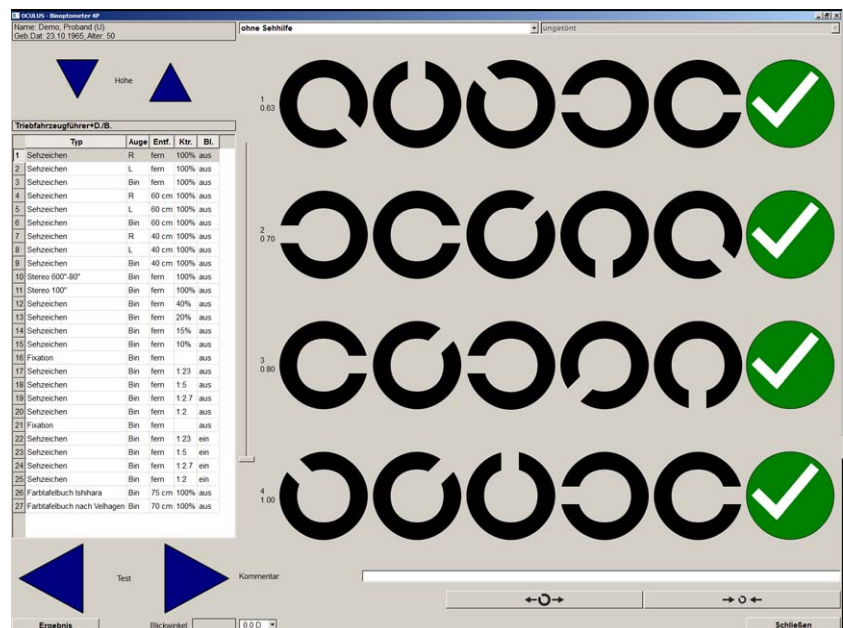 OCULUS - Binoptometer 4P
Name: Demo, Proband (U)
Geb.Dat: 23.10.1965, Alter: 50
ohne Sehhilfe
ungetönt
Höhe
Triebfahrzeugführer+D./B.
Typ Auge Entf. Ktr. Bl.
1 Sehzeichen R fern 100% aus
2 Sehzeichen L fern 100% aus
3 Sehzeichen Bin fern 100% aus
4 Sehzeichen R 60 cm 100% aus
5 Sehzeichen L 60 cm 100% aus
6 Sehzeichen Bin 60 cm 100% aus
7 Sehzeichen R 40 cm 100% aus
8 Sehzeichen L 40 cm 100% aus
9 Sehzeichen Bin 40 cm 100% aus
10 Stereo 600"-80" Bin fern 100% aus
11 Stereo 100" Bin fern 100% aus
12 Sehzeichen Bin fern 40% aus
13 Sehzeichen Bin fern 20% aus
14 Sehzeichen Bin fern 15% aus
15 Sehzeichen Bin fern 10% aus
16 Fixation Bin fern aus
17 Sehzeichen Bin fern 1:23 aus
18 Sehzeichen Bin fern 1:5 aus
19 Sehzeichen Bin fern 1:2.7 aus
20 Sehzeichen Bin fern 1:2 aus
21 Fixation Bin fern aus
22 Sehzeichen Bin fern 1:23 ein
23 Sehzeichen Bin fern 1:5 ein
24 Sehzeichen Bin fern 1:2.7 ein
25 Sehzeichen Bin fern 1:2 ein
26 Farbtafelbuch Ishihara Bin 75 cm 100% aus
27 Farbtafelbuch nach Velhagen Bin 70 cm 100% aus
1
0.63
2
0.70
3
0.80
4
1.00
Test
Kommentar:
Ergebnis
Blickwinkel
0.0 D
Schließen